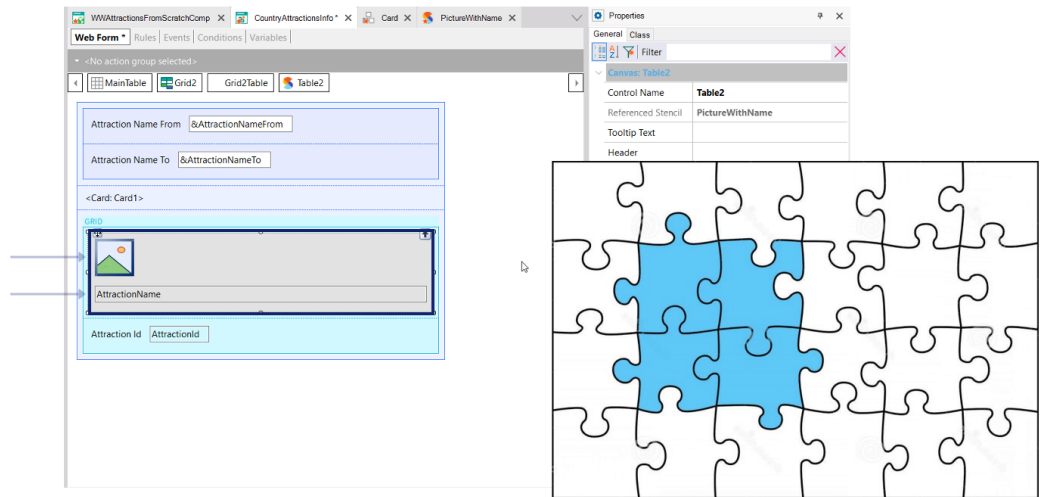 WWAttractionsFromScratchComp X CountryAttractionsInfo * X Card X PictureWithName X
Web Form * Rules Events Conditions Variables
<No action group selected>
MainTable Grid2 Grid2Table Table2
Attraction Name From &AttractionNameFrom
Attraction Name To &AttractionNameTo
<Card: Card1>
GRID
AttractionName
Attraction Id AttractionId
Properties
General Class
Filter
Canvas: Table2
Control Name Table2
Referenced Stencil PictureWithName
Tooltip Text
Header